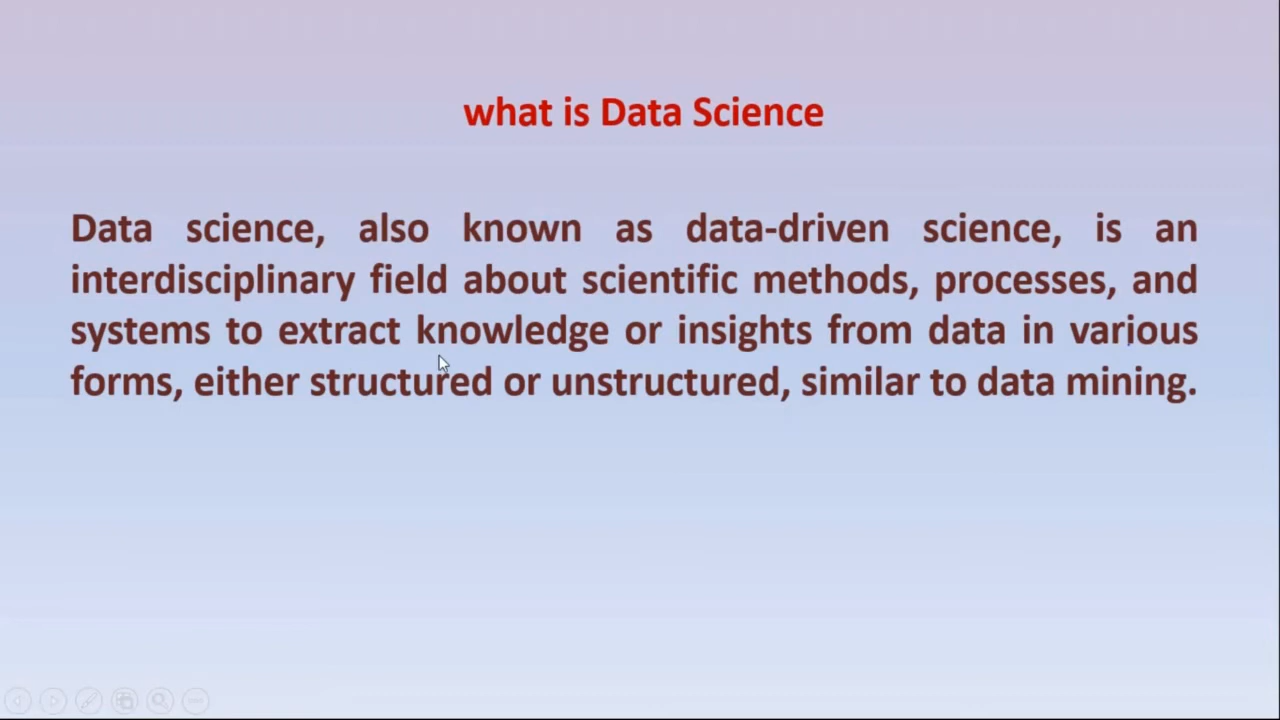 what is Data Science
Data science, also known as data-driven science, is an
interdisciplinary field about scientific methods, processes, and
systems to extract knowledge or insights from data in various
forms, either structured or unstructured, similar to data mining.